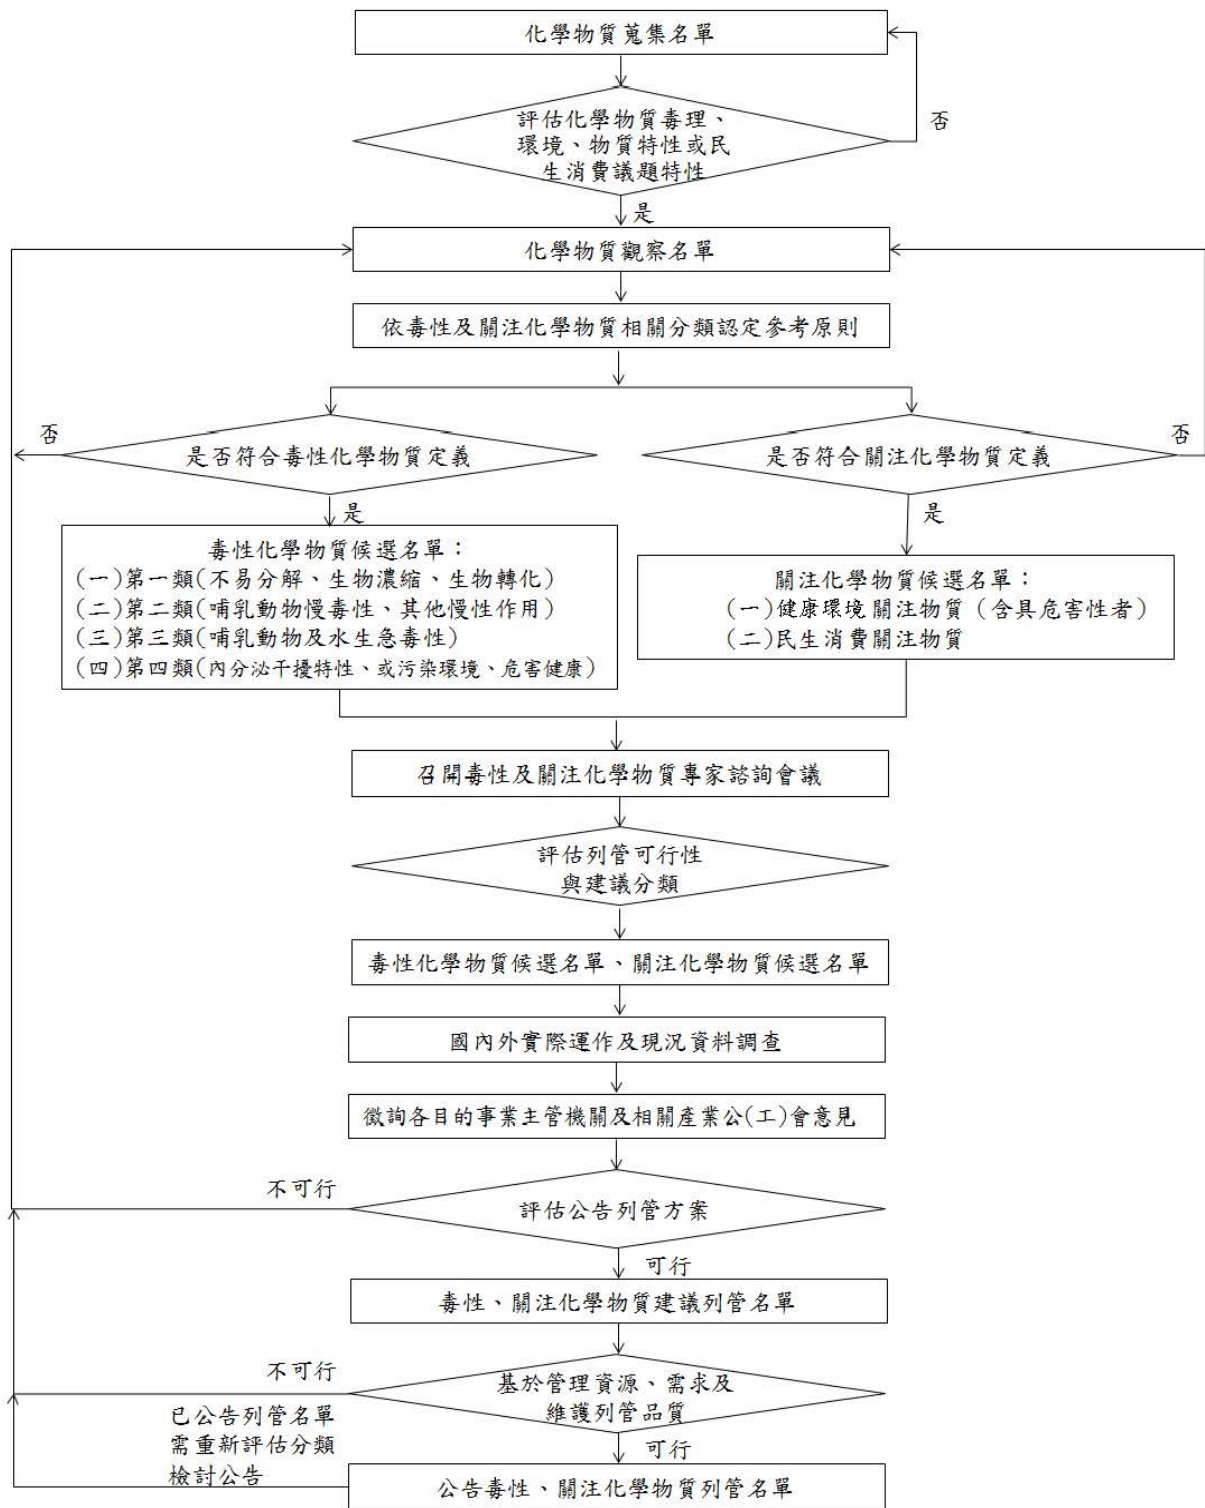 化學物質蒐集名單
評估化學物質毒理、
環境、物質特性或民
生消費議題特性
否
是
化學物質觀察名單
依毒性及關注化學物質相關分類認定參考原則
否
是否符合毒性化學物質定義
是否符合關注化學物質定義
否
是
是
毒性化學物質候選名單：
(一)第一類(不易分解、生物濃縮、生物轉化)
(二)第二類(哺乳動物慢毒性、其他慢性作用)
(三)第三類(哺乳動物及水生急毒性)
(四)第四類(內分泌干擾特性、或污染環境、危害健康)
關注化學物質候選名單：
(一)健康環境關注物質（含具危害性者）
(二)民生消費關注物質
召開毒性及關注化學物質專家諮詢會議
評估列管可行性
與建議分類
毒性化學物質候選名單、關注化學物質候選名單
國內外實際運作及現況資料調查
徵詢各目的事業主管機關及相關產業公(工)會意見
不可行
評估公告列管方案
可行
毒性、關注化學物質建議列管名單
不可行
基於管理資源、需求及
維護列管品質
已公告列管名單
需重新評估分類
檢討公告
可行
公告毒性、關注化學物質列管名單